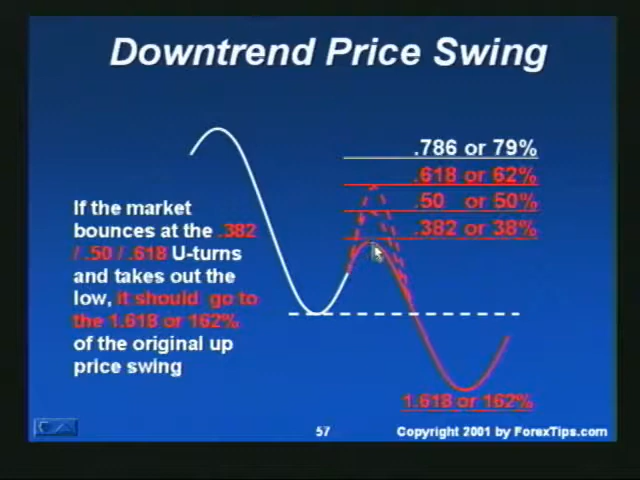 Downtrend Price Swing
.786 or 79%
.618 or 62%
.50 or 50%
.382 or 38%
If the market
bounces at the .382
/ .50 / .618 U-turns
and takes out the
low, it should go to
the 1.618 or 162%
of the original up
price swing
1.618 or 162%
57
Copyright 2001 by ForexTips.com